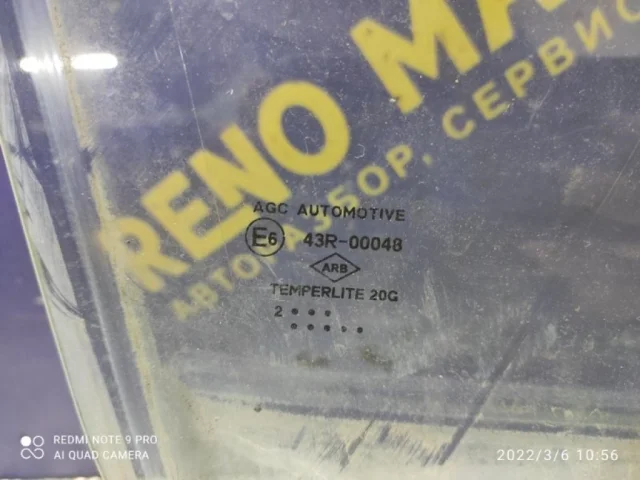 RENO MA
АВТОРАЗБОР, СЕРВИС
AGC AUTOMOTIVE
E6 43R-00048
ARB
TEMPERLITE 20G
2 • • •
• • • • •
REDMI NOTE 9 PRO
AI QUAD CAMERA
2022/3/6 10:56